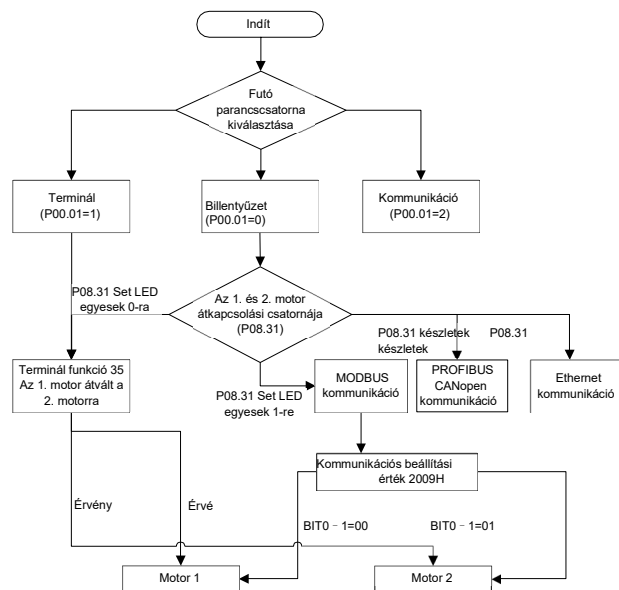 Indít
Futó
parancscsatorna
kiválasztása
Terminál
(P00.01=1)
Billentyűzet
(P00.01=0)
Kommunikáció
(P00.01=2)
P08.31 Set LED
egyesek 0-ra
Az 1. és 2. motor
átkapcsolási csatornája
(P08.31)
P08.31 készletek
készletek
P08.31
Terminál funkció 35
Az 1. motor átvált a
2. motorra
P08.31 Set LED
egyesek 1-re
MODBUS
kommunikáció
PROFIBUS
CANopen
kommunikáció
Ethernet
kommunikáció
Kommunikációs beállítási
érték 2009H
Érvény
Érvé
BIT0 - 1=00
BIT0 - 1=01
Motor 1
Motor 2